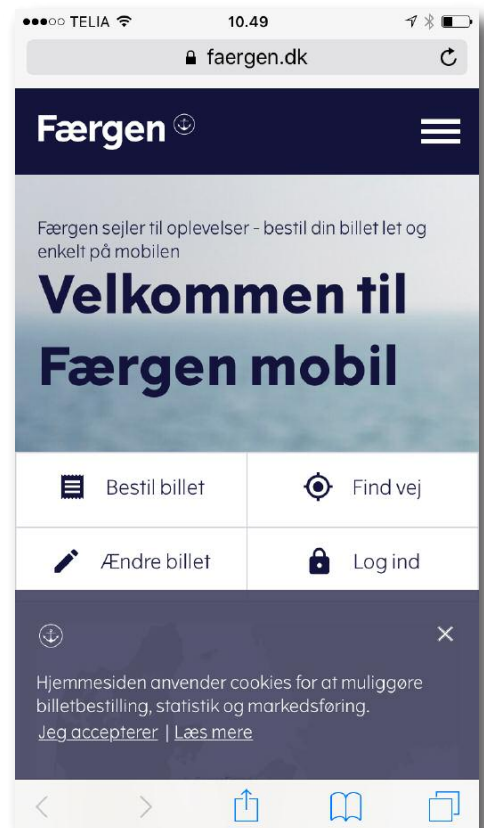 TELIA 10.49
faergen.dk
Færgen
Færgen sejler til oplevelser - bestil din billet let og
enkelt på mobilen
Velkommen til
Færgen mobil
Bestil billet Find vej
Ændre billet Log ind
Hjemmesiden anvender cookies for at muliggøre
billetbestilling, statistik og markedsføring.
Jeg accepterer | Læs mere